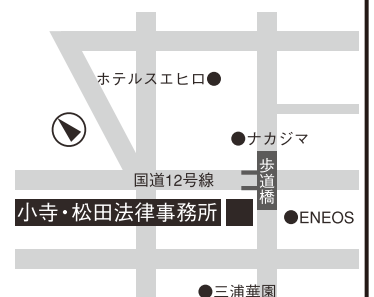 ホテルスエヒロ●
●ナカジマ
歩道橋
国道12号線
小寺・松田法律事務所
●ENEOS
●三浦華園